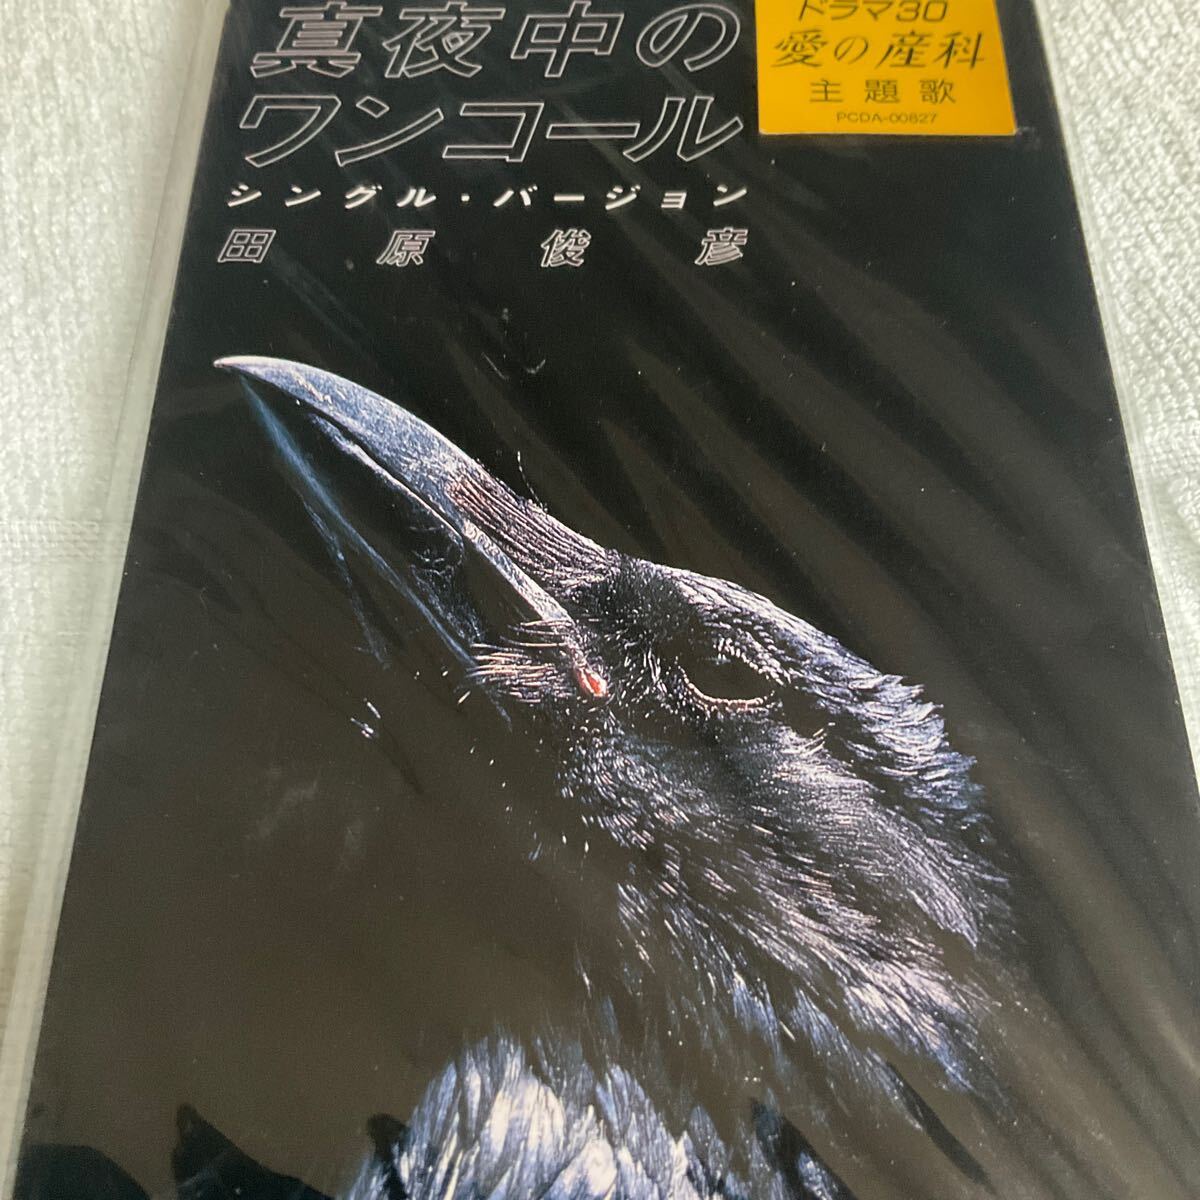 真夜中の
ワンコール
シングル・バージョン
田原俊彦
ドラマ30
愛の産科
主題歌
PCDA-00827